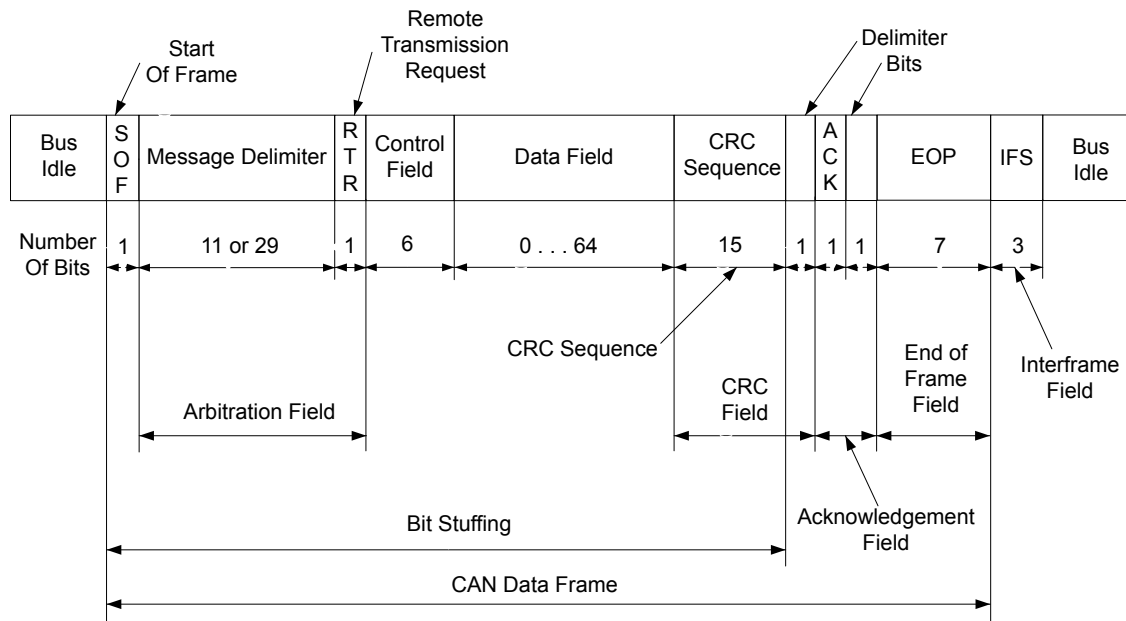 Start
Of Frame
Remote
Transmission
Request
Delimiter
Bits
Bus
Idle
S
O
F
Message Delimiter
R
T
R
Control
Field
Data Field
CRC
Sequence
A
C
K
EOP
IFS
Bus
Idle
Number
Of Bits
1
11 or 29
1
6
0 . . . 64
15
1
1
1
7
3
CRC Sequence
Arbitration Field
CRC
Field
End of
Frame
Field
Interframe
Field
Bit Stuffing
Acknowledgement
Field
CAN Data Frame